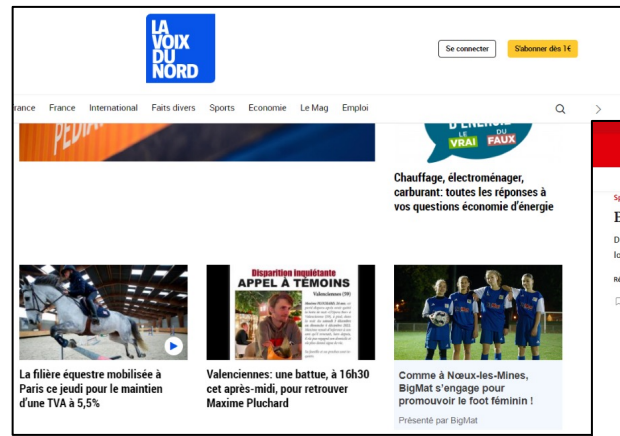 LA
VOIX
DU
NORD
Se connecter
S'abonner dès 1€
rance France International Faits divers Sports Economie Le Mag Emploi
PÉDIA
D'ÉNERGIE
LE VRAI DU FAUX
Chauffage, électroménager,
carburant: toutes les réponses à
vos questions économie d'énergie
Disparition inquiétante
APPEL À TÉMOINS
Valenciennes (59)
La filière équestre mobilisée à
Paris ce jeudi pour le maintien
d'une TVA à 5,5%
Valenciennes: une battue, à 16h30
cet après-midi, pour retrouver
Maxime Pluchard
Comme à Nœux-les-Mines,
BigMat s'engage pour
promouvoir le foot féminin !
Présenté par BigMat